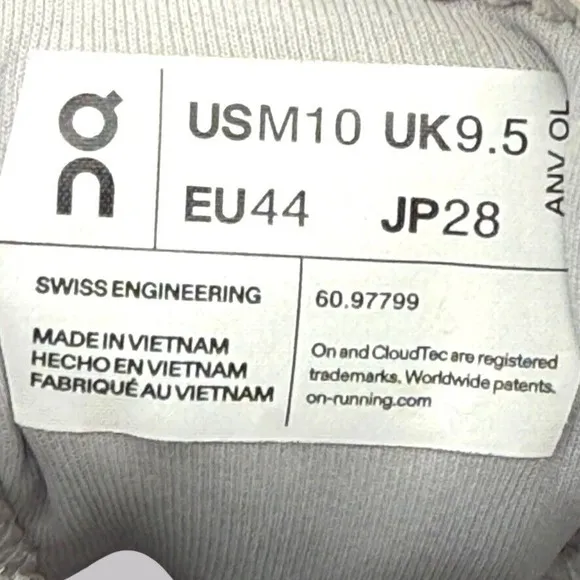 On
USM10 UK9.5
EU44 JP28
ANV OL
SWISS ENGINEERING
MADE IN VIETNAM
HECHO EN VIETNAM
FABRIQUÉ AU VIETNAM
60.97799
On and CloudTec are registered
trademarks. Worldwide patents.
on-running.com